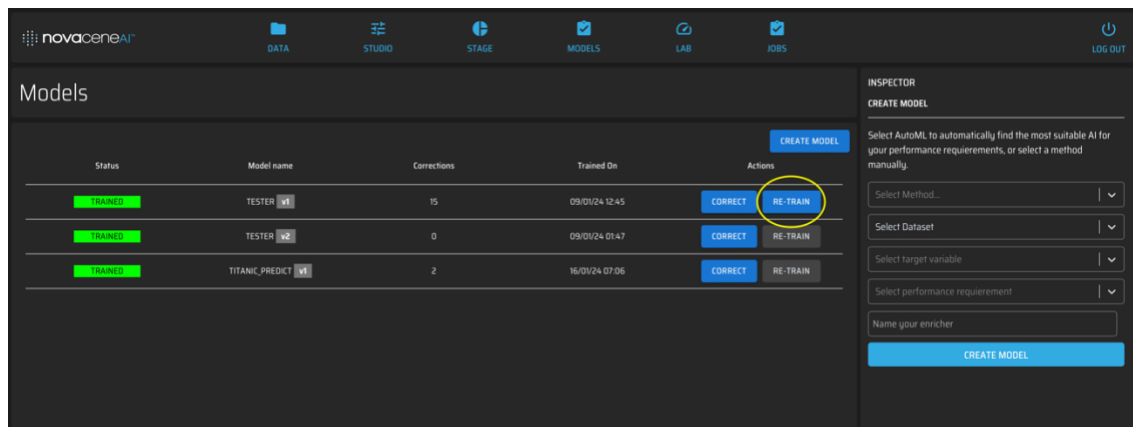 novaceneAI™
DATA
STUDIO
STAGE
MODELS
LAB
JOBS
LOG OUT
Models
CREATE MODEL
Status Model name Corrections Trained On Actions
TRAINED TESTER v1 15 09/01/24 12:45 CORRECT RE-TRAIN
TRAINED TESTER v2 0 09/01/24 01:47 CORRECT RE-TRAIN
TRAINED TITANIC_PREDICT v1 2 16/01/24 07:06 CORRECT RE-TRAIN
INSPECTOR
CREATE MODEL
Select AutoML to automatically find the most suitable AI for
your performance requierements, or select a method
manually.
Select Method...
Select Dataset
Select target variable
Select performance requierement
Name your enricher
CREATE MODEL